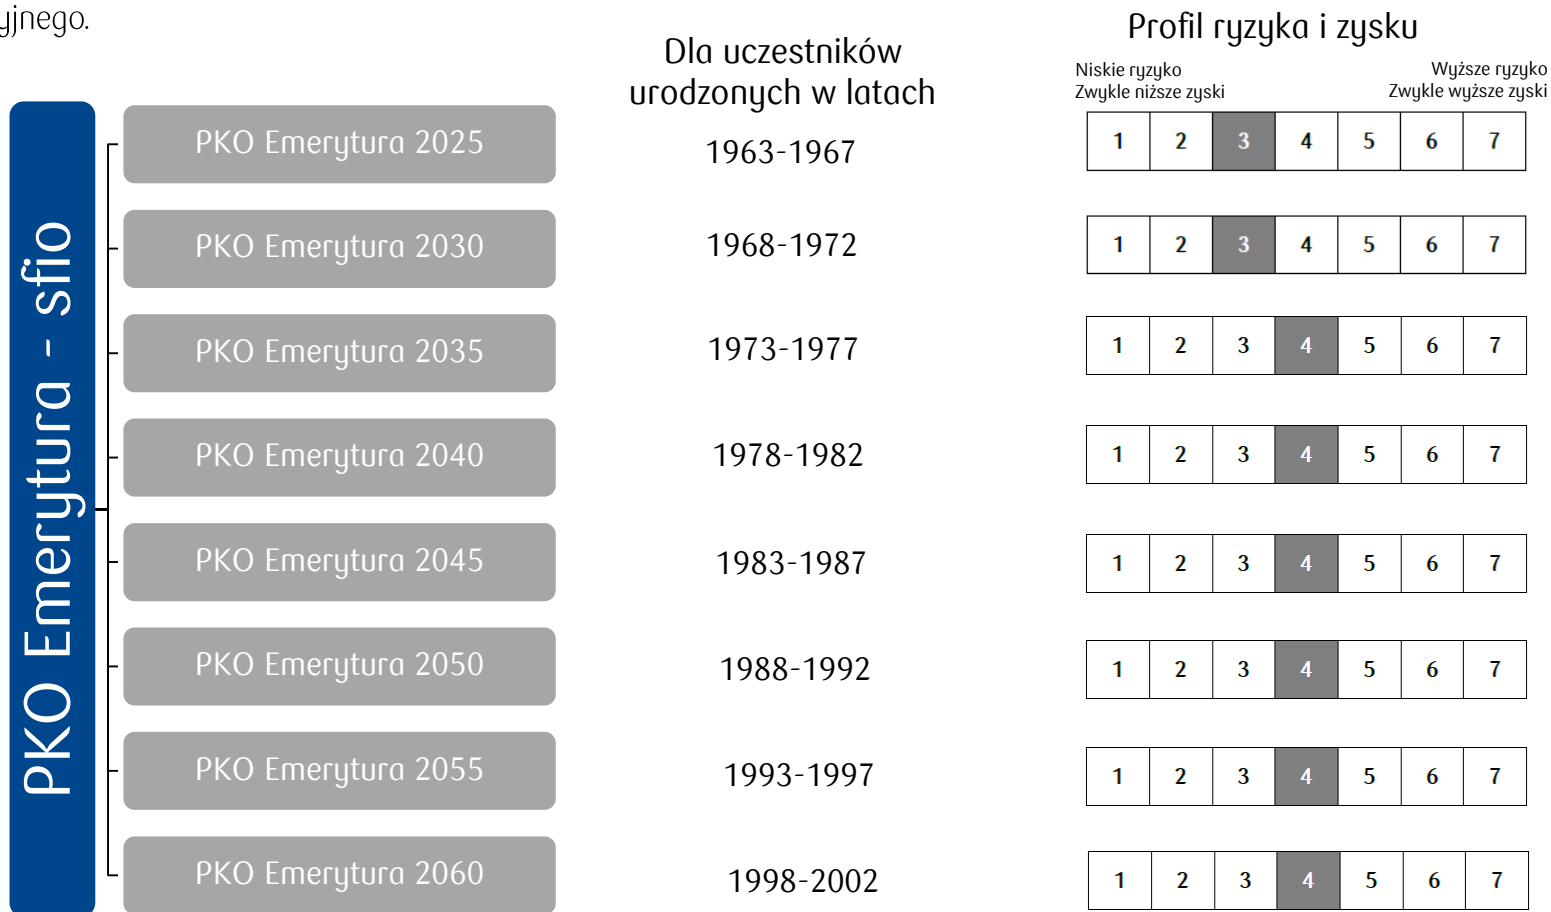 yjnego.
Dla uczestników
urodzonych w latach
Profil ryzyka i zysku
Niskie ryzyko
Zwykle niższe zyski
Wyższe ryzyko
Zwykle wyższe zyski
PKO Emerytura - sfio
PKO Emerytura 2025
1963-1967
1 2 3 4 5 6 7
PKO Emerytura 2030
1968-1972
1 2 3 4 5 6 7
PKO Emerytura 2035
1973-1977
1 2 3 4 5 6 7
PKO Emerytura 2040
1978-1982
1 2 3 4 5 6 7
PKO Emerytura 2045
1983-1987
1 2 3 4 5 6 7
PKO Emerytura 2050
1988-1992
1 2 3 4 5 6 7
PKO Emerytura 2055
1993-1997
1 2 3 4 5 6 7
PKO Emerytura 2060
1998-2002
1 2 3 4 5 6 7